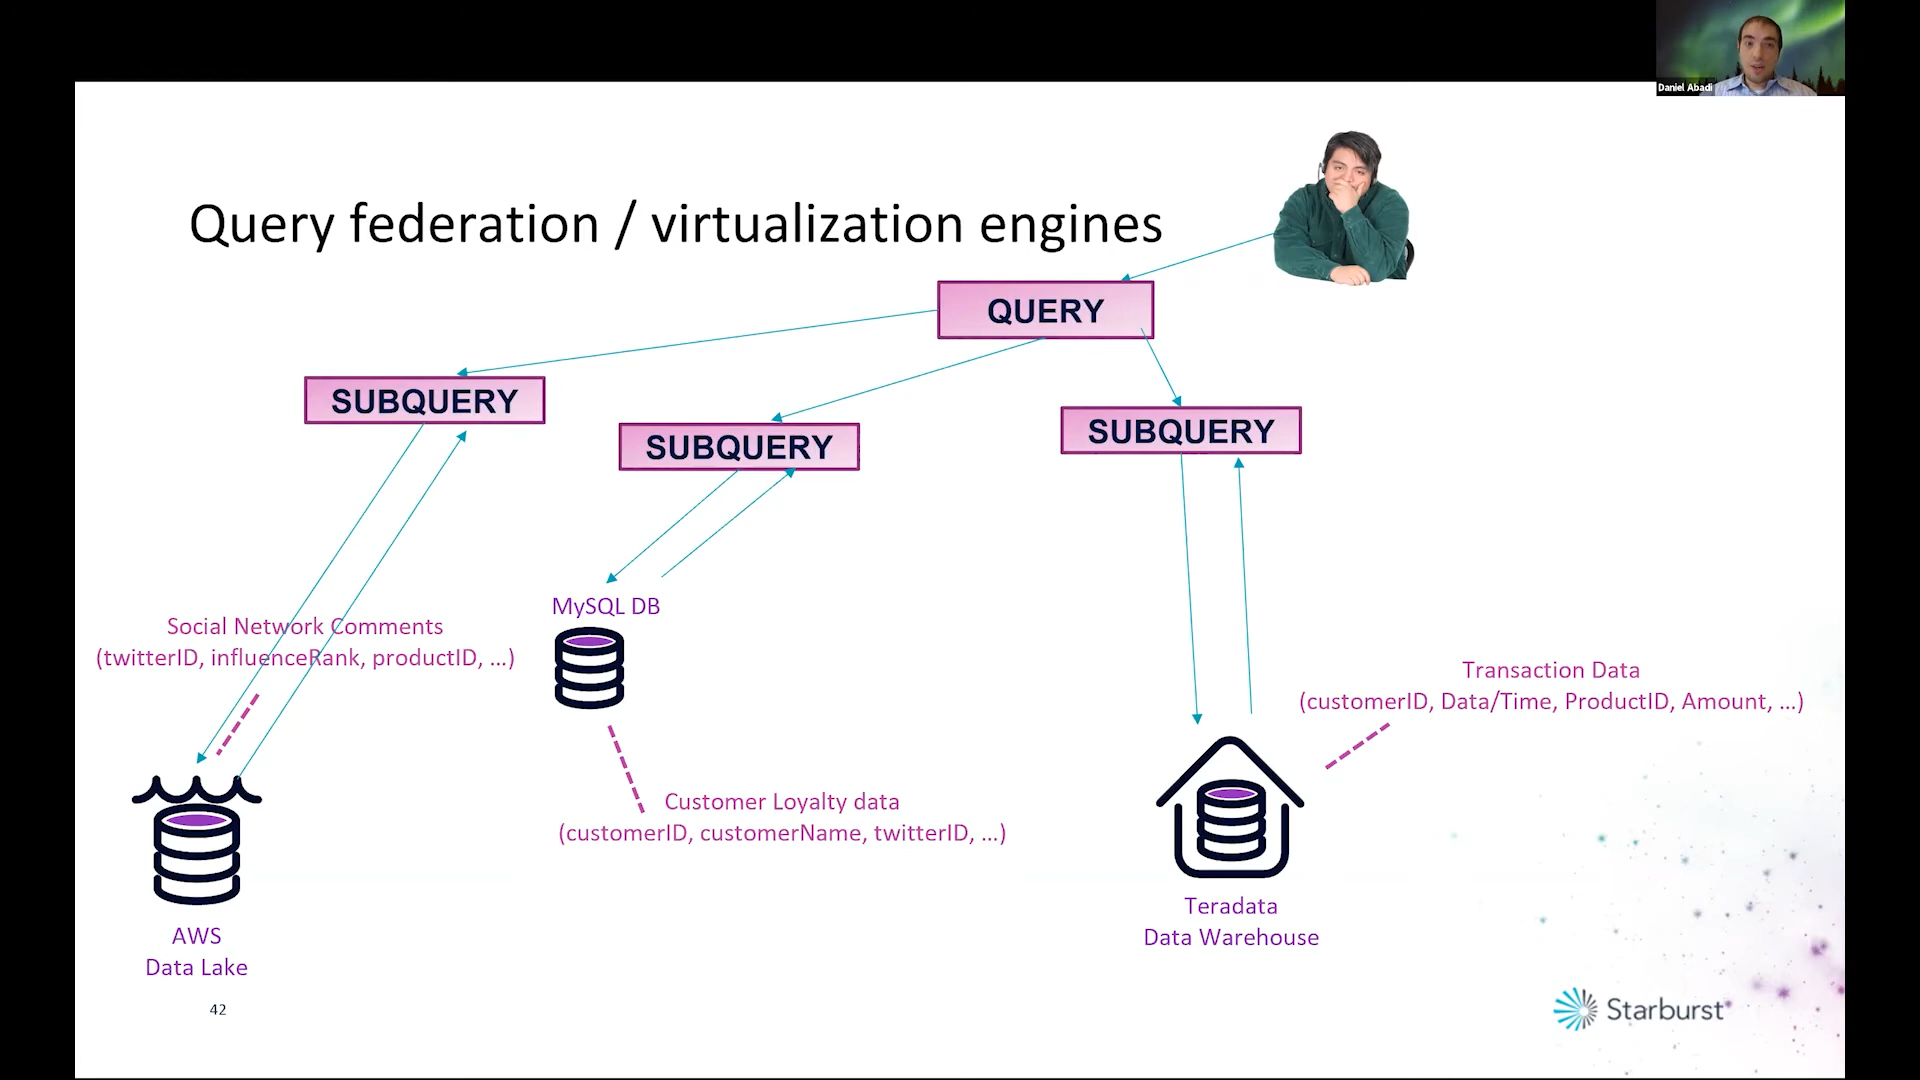 Daniel Abadi
Query federation / virtualization engines
QUERY
SUBQUERY
SUBQUERY
SUBQUERY
MySQL DB
Social Network Comments
(twitterID, influenceRank, productID, ...)
Transaction Data
(customerID, Data/Time, ProductID, Amount, ...)
Customer Loyalty data
(customerID, customerName, twitterID, ...)
Teradata
Data Warehouse
AWS
Data Lake
42
Starburst